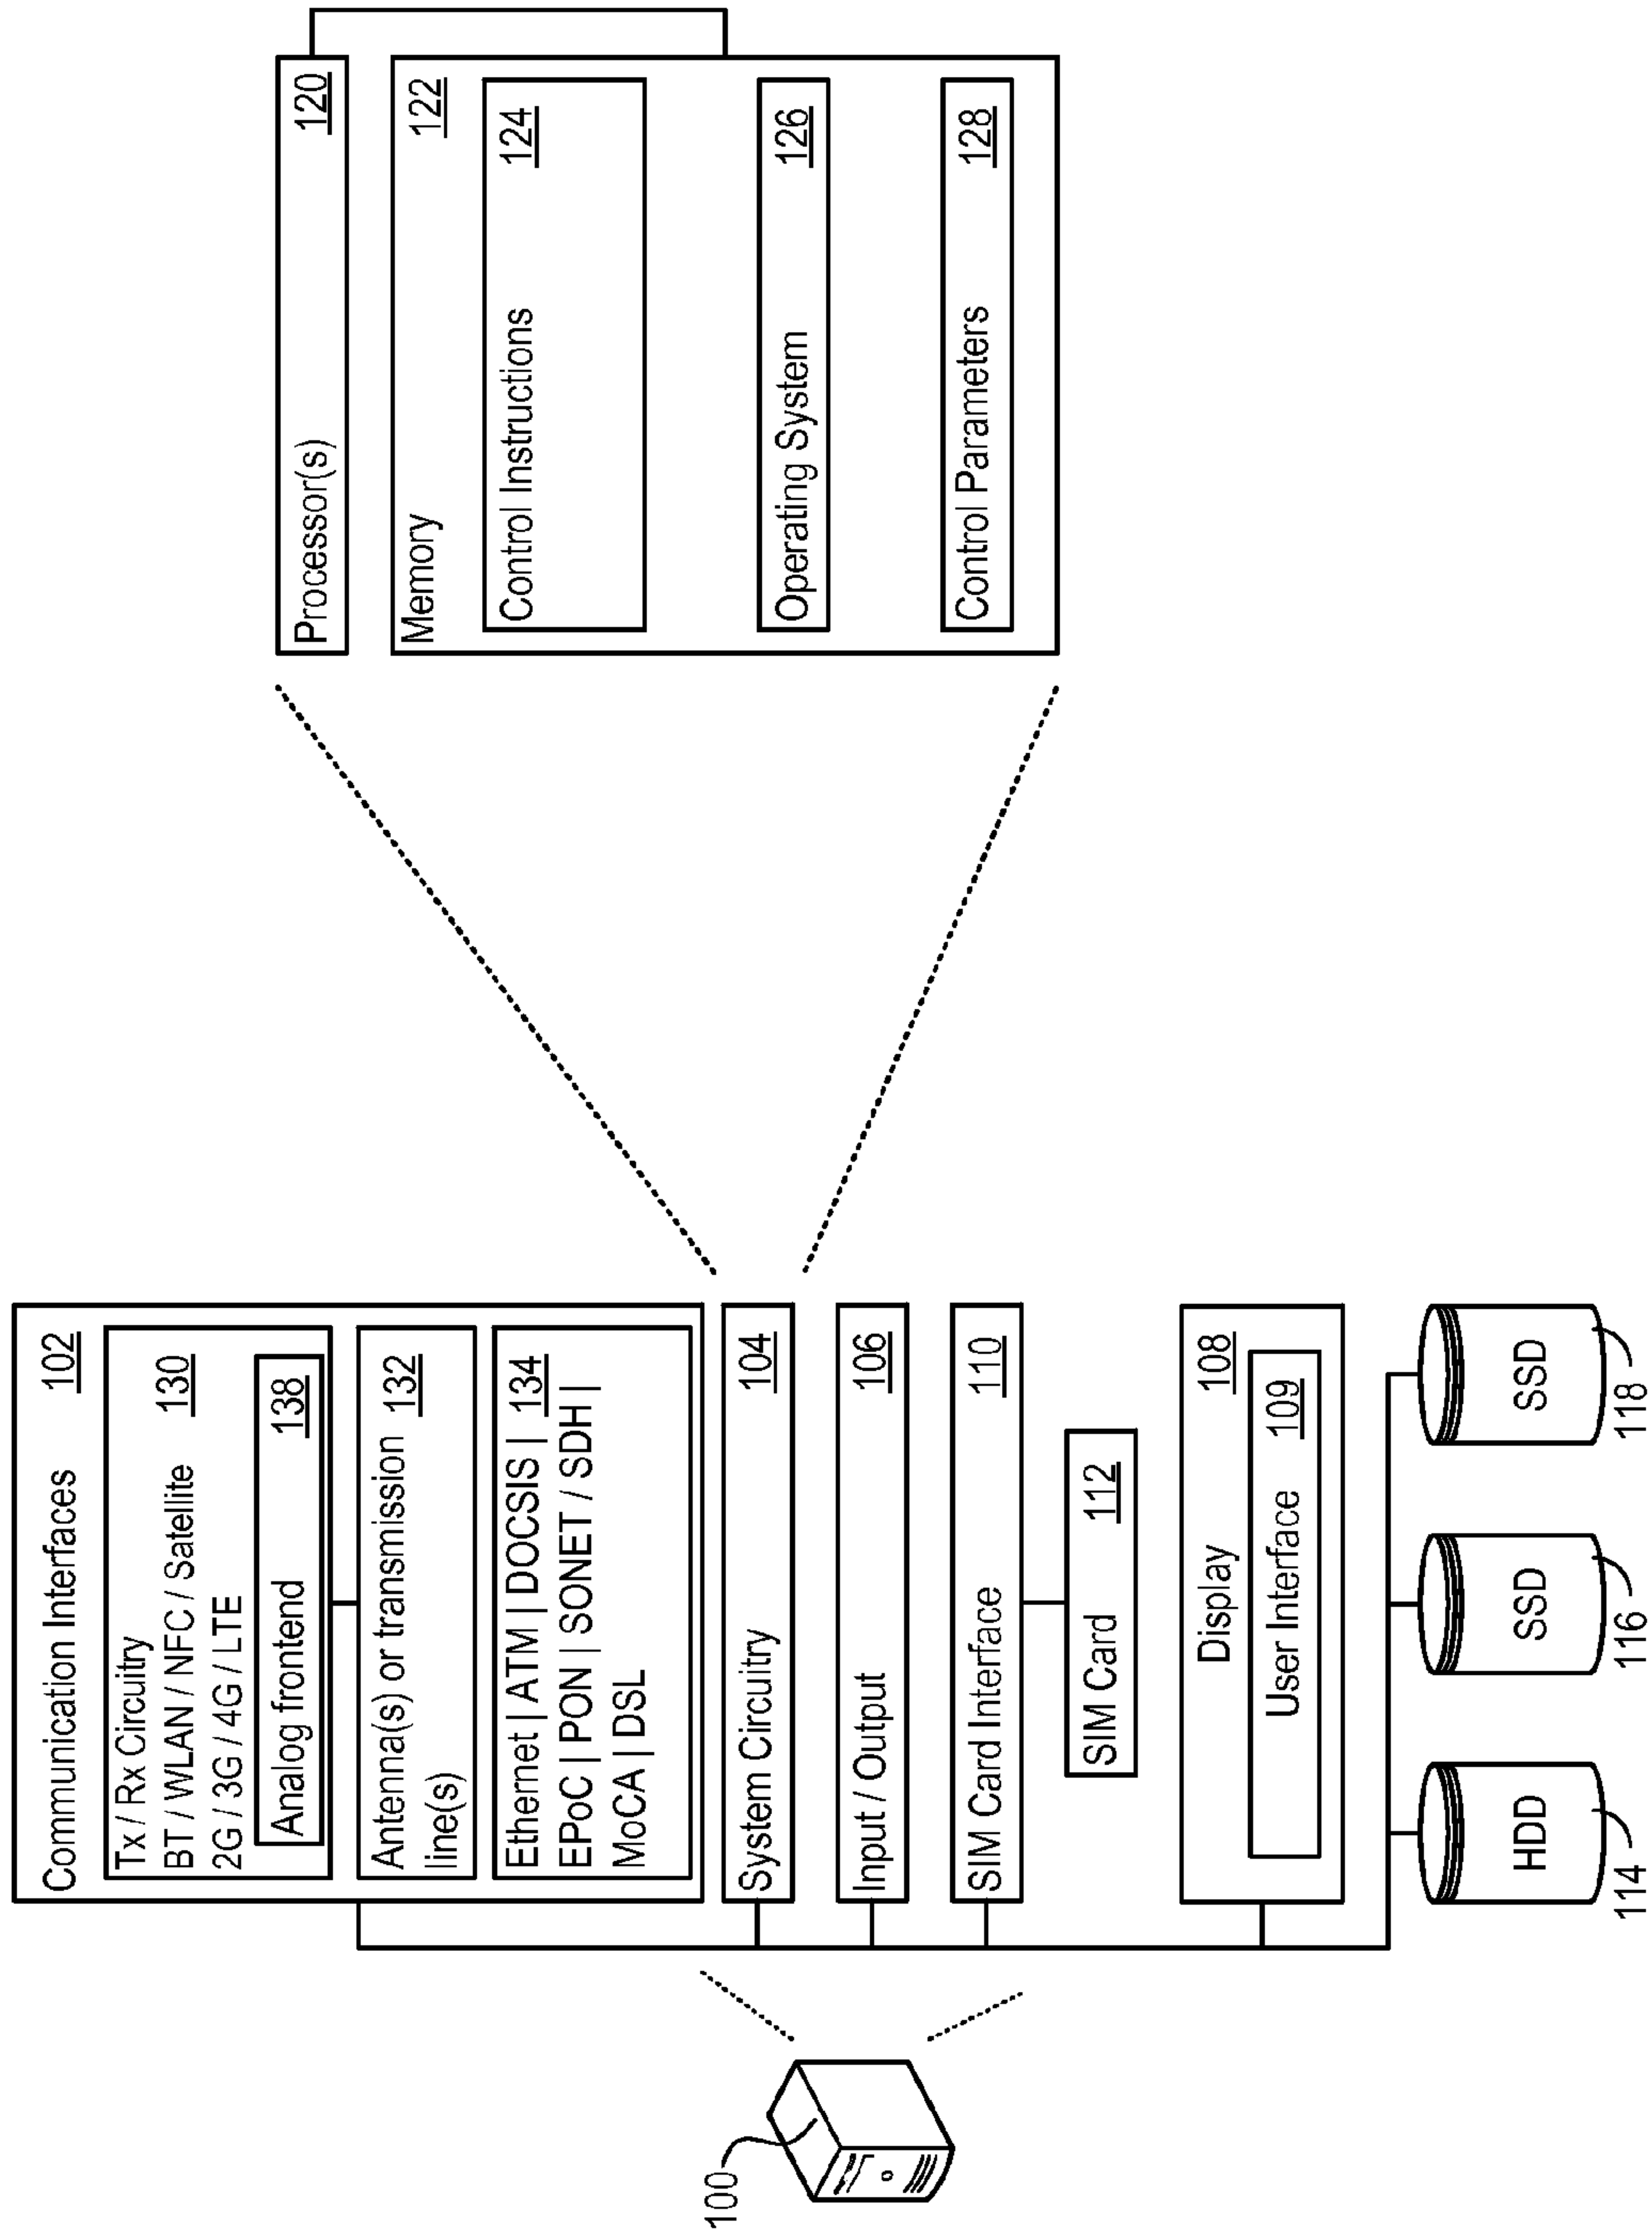 100
Communication Interfaces 102
Tx / Rx Circuitry
BT / WLAN / NFC / Satellite 130
2G / 3G / 4G / LTE
Analog frontend 138
Antenna(s) or transmission 132
line(s)
Ethernet | ATM | DOCSIS | 134
EPoC | PON | SONET / SDH |
MoCA | DSL
System Circuitry 104
Input / Output 106
SIM Card Interface 110
SIM Card 112
Display 108
User Interface 109
HDD
114
SSD
116
SSD
118
Processor(s) 120
Memory 122
Control Instructions 124
Operating System 126
Control Parameters 128